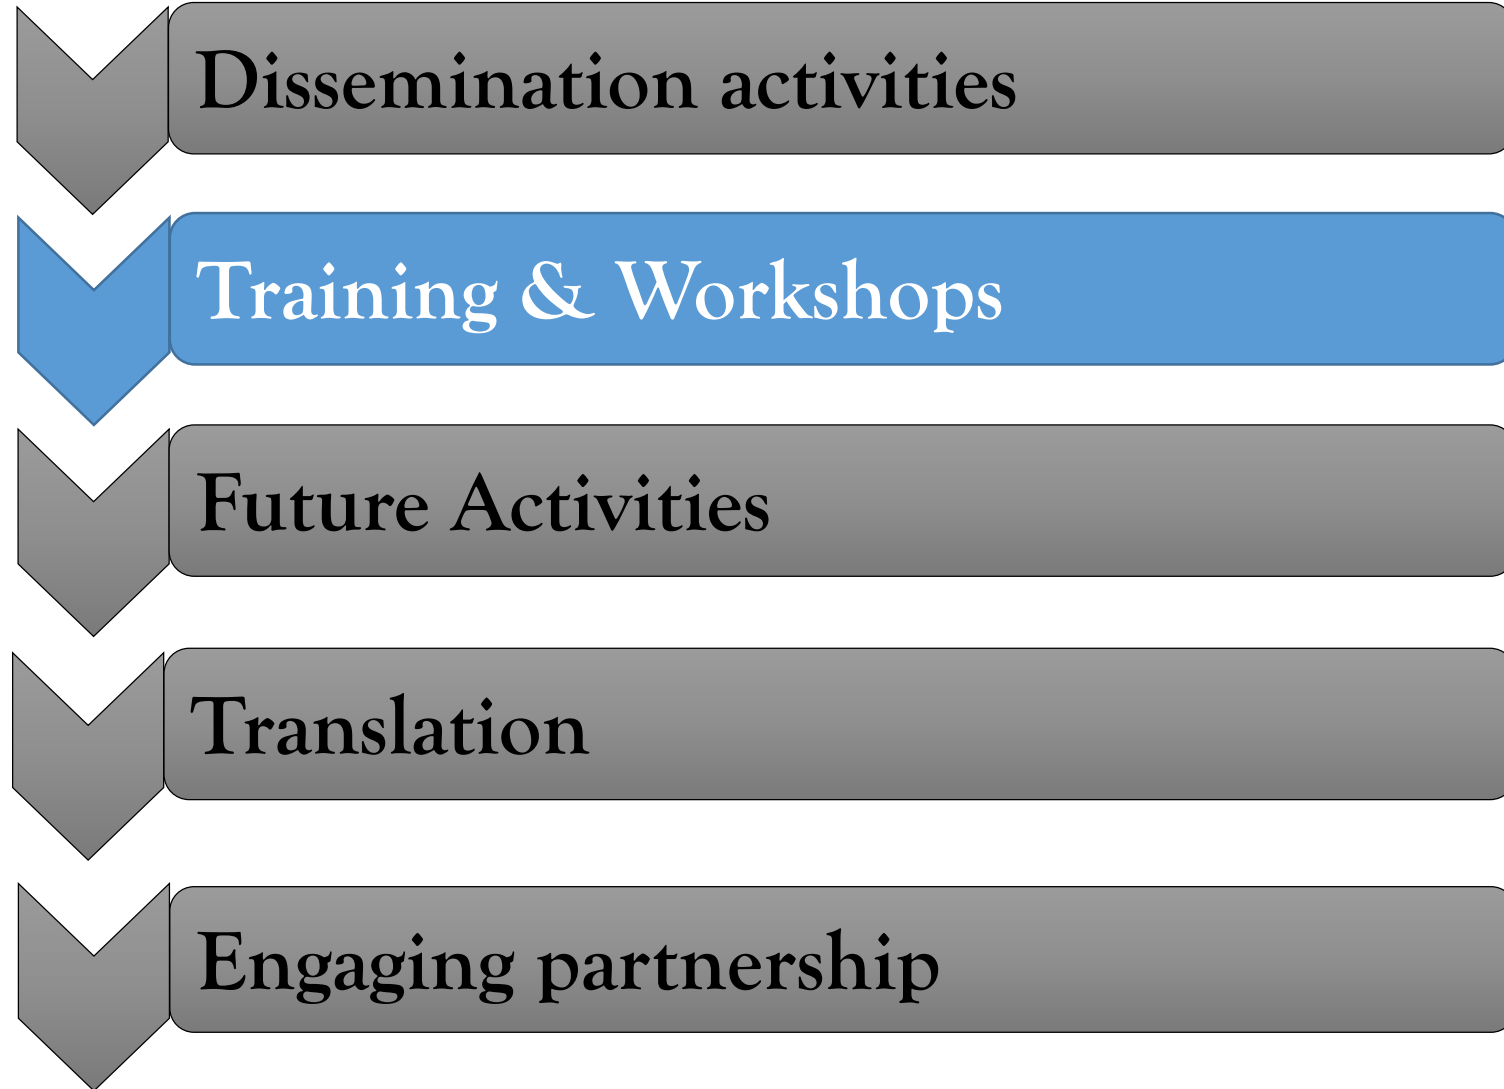 Dissemination activities
Training & Workshops
Future Activities
Translation
Engaging partnership